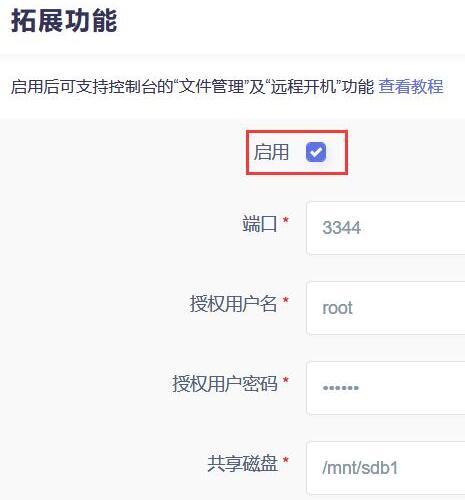 拓展功能
启用后可支持控制台的“文件管理”及“远程开机”功能 查看教程
启用
端口 * 3344
授权用户名 * root
授权用户密码 * ••••••
共享磁盘 * /mnt/sdb1